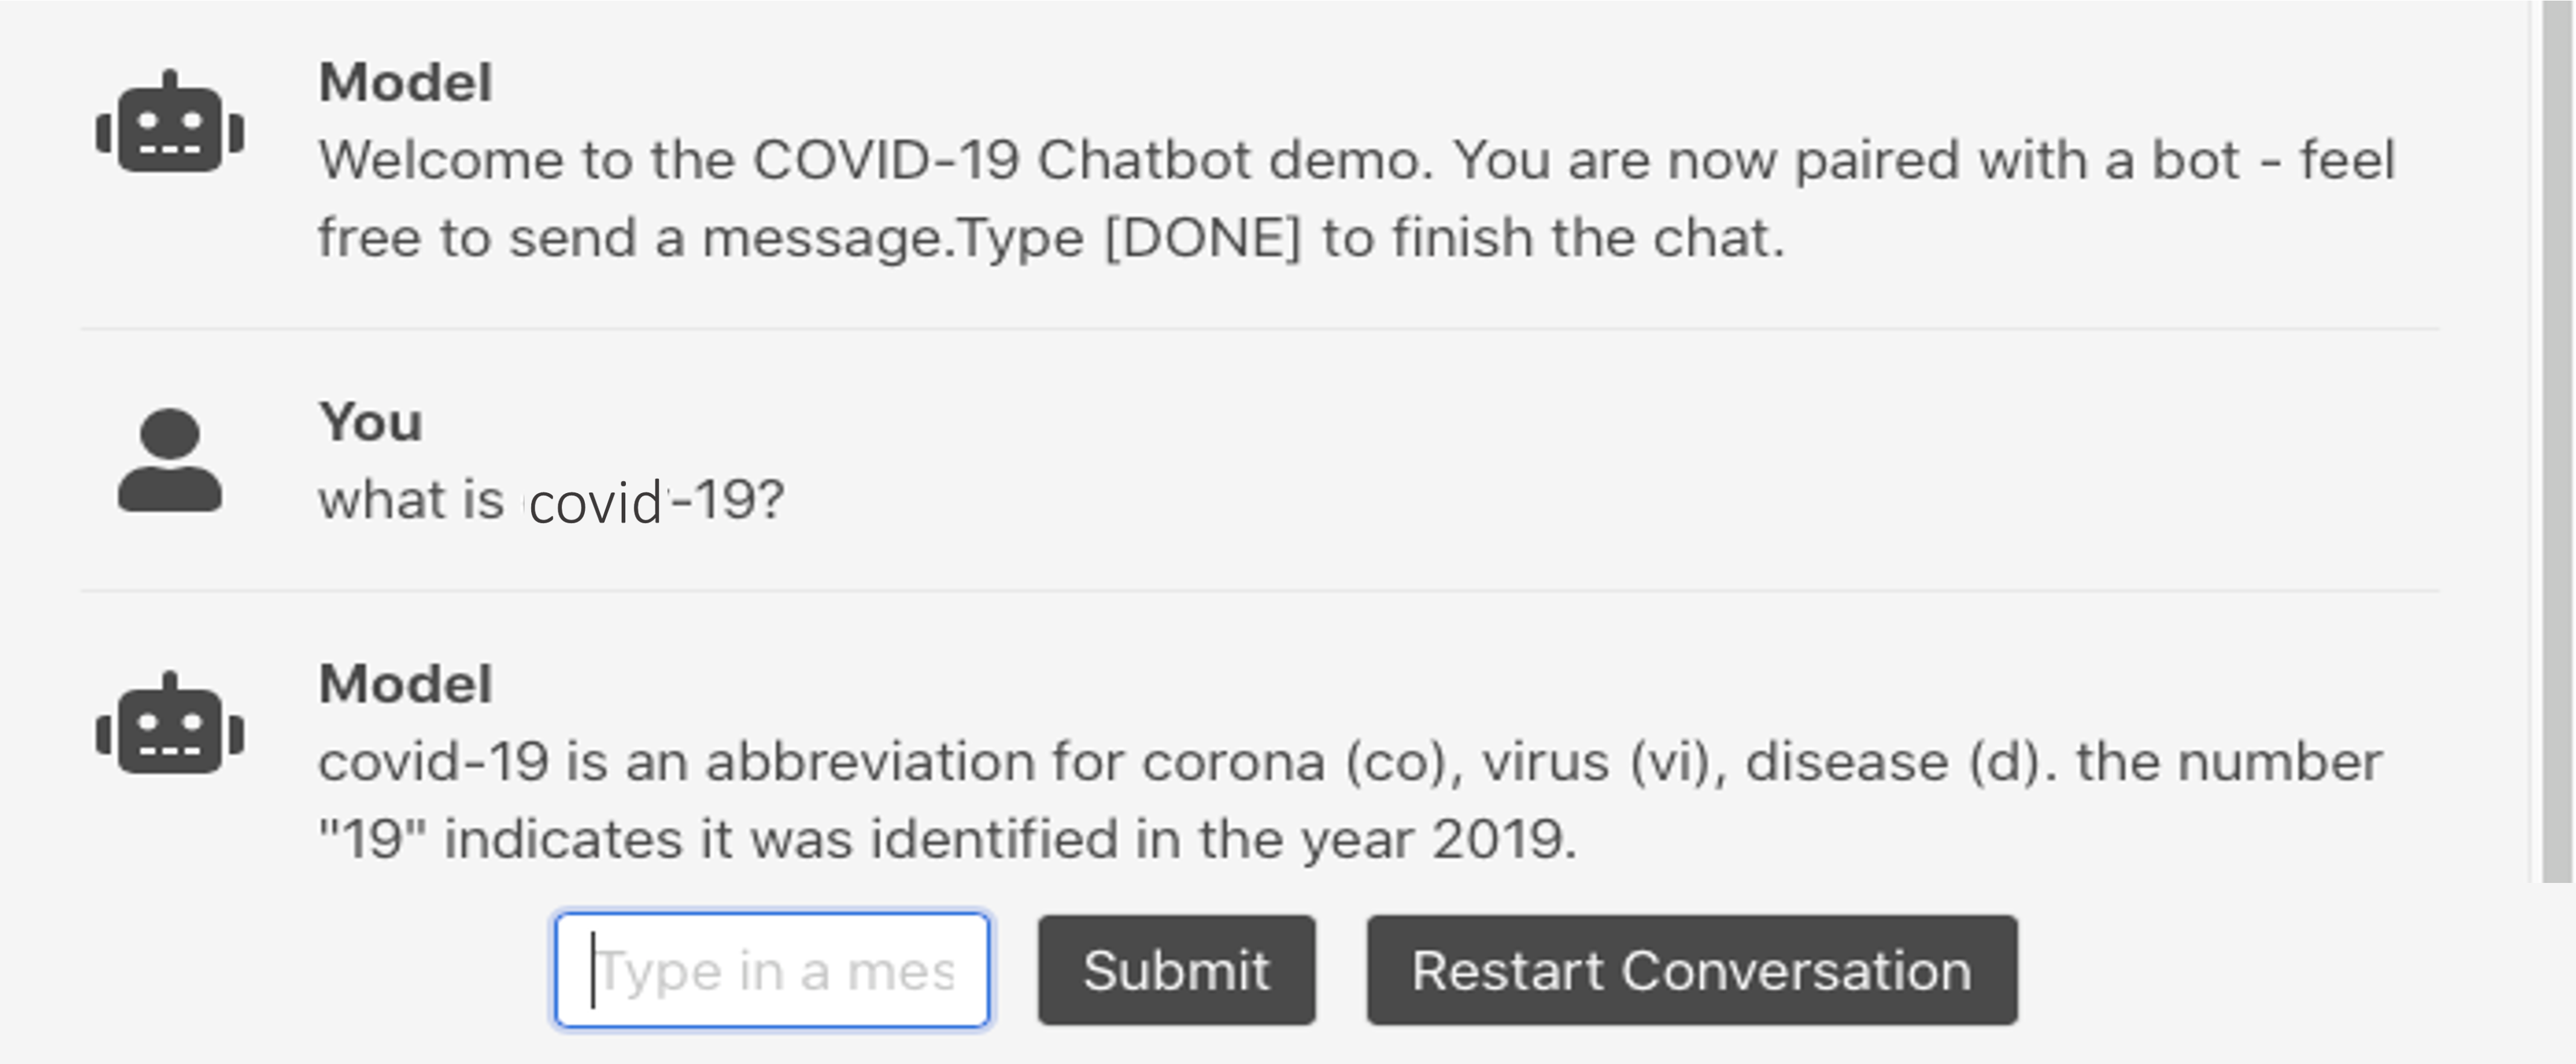 Model
Welcome to the COVID-19 Chatbot demo. You are now paired with a bot - feel
free to send a message.Type [DONE] to finish the chat.
You
what is covid-19?
Model
covid-19 is an abbreviation for corona (co), virus (vi), disease (d). the number
"19" indicates it was identified in the year 2019.
Type in a mes
Submit
Restart Conversation